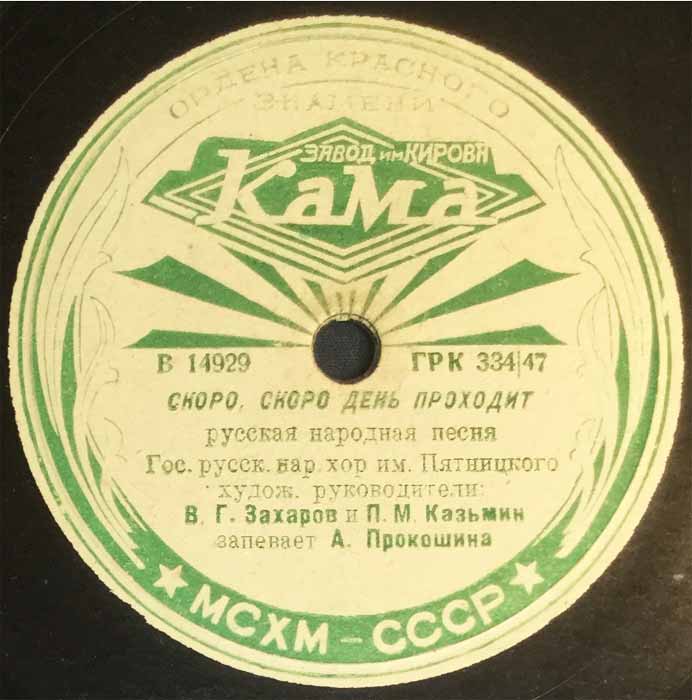 ОРДЕНА КРАСНОГО
ЗНАМЕНИ
ЗАВОД им КИРОВА
КаМа
В 14929 ГРК 334|47
СКОРО, СКОРО ДЕНЬ ПРОХОДИТ
русская народная песня
Гос. русск. нар. хор им. Пятницкого
худож. руководители:
В. Г. Захаров и П. М. Казьмин
запевает А. Прокошина
МСХМ – СССР